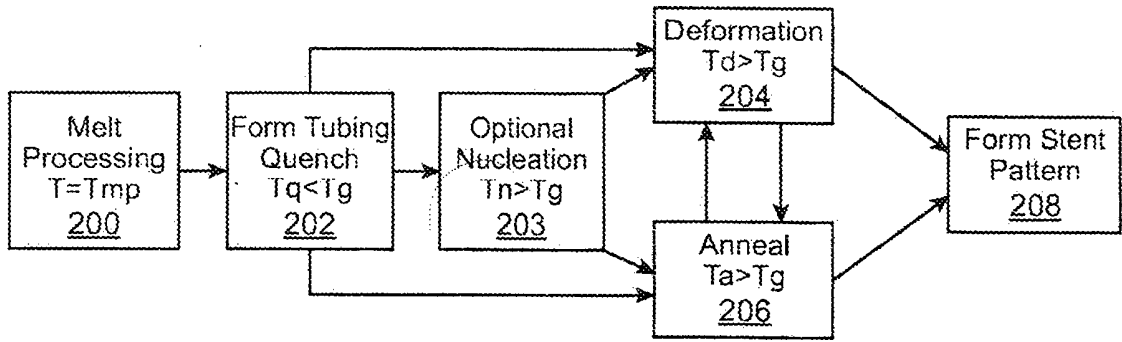 Melt
Processing
T=Tmp
200
Form Tubing
Quench
Tq<Tg
202
Optional
Nucleation
Tn>Tg
203
Deformation
Td>Tg
204
Anneal
Ta>Tg
206
Form Stent
Pattern
208